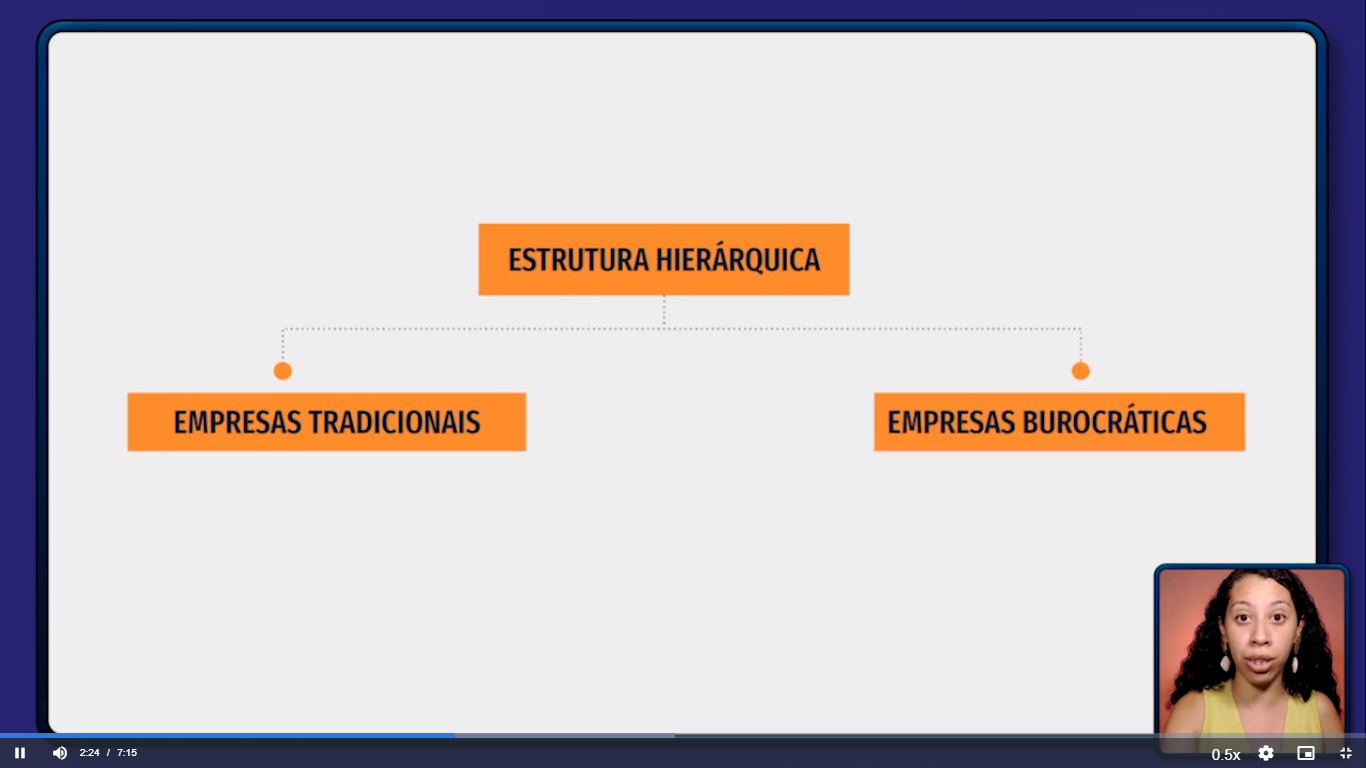 ESTRUTURA HIERÁRQUICA
EMPRESAS TRADICIONAIS
EMPRESAS BUROCRÁTICAS
2:24 / 7:15
0.5x